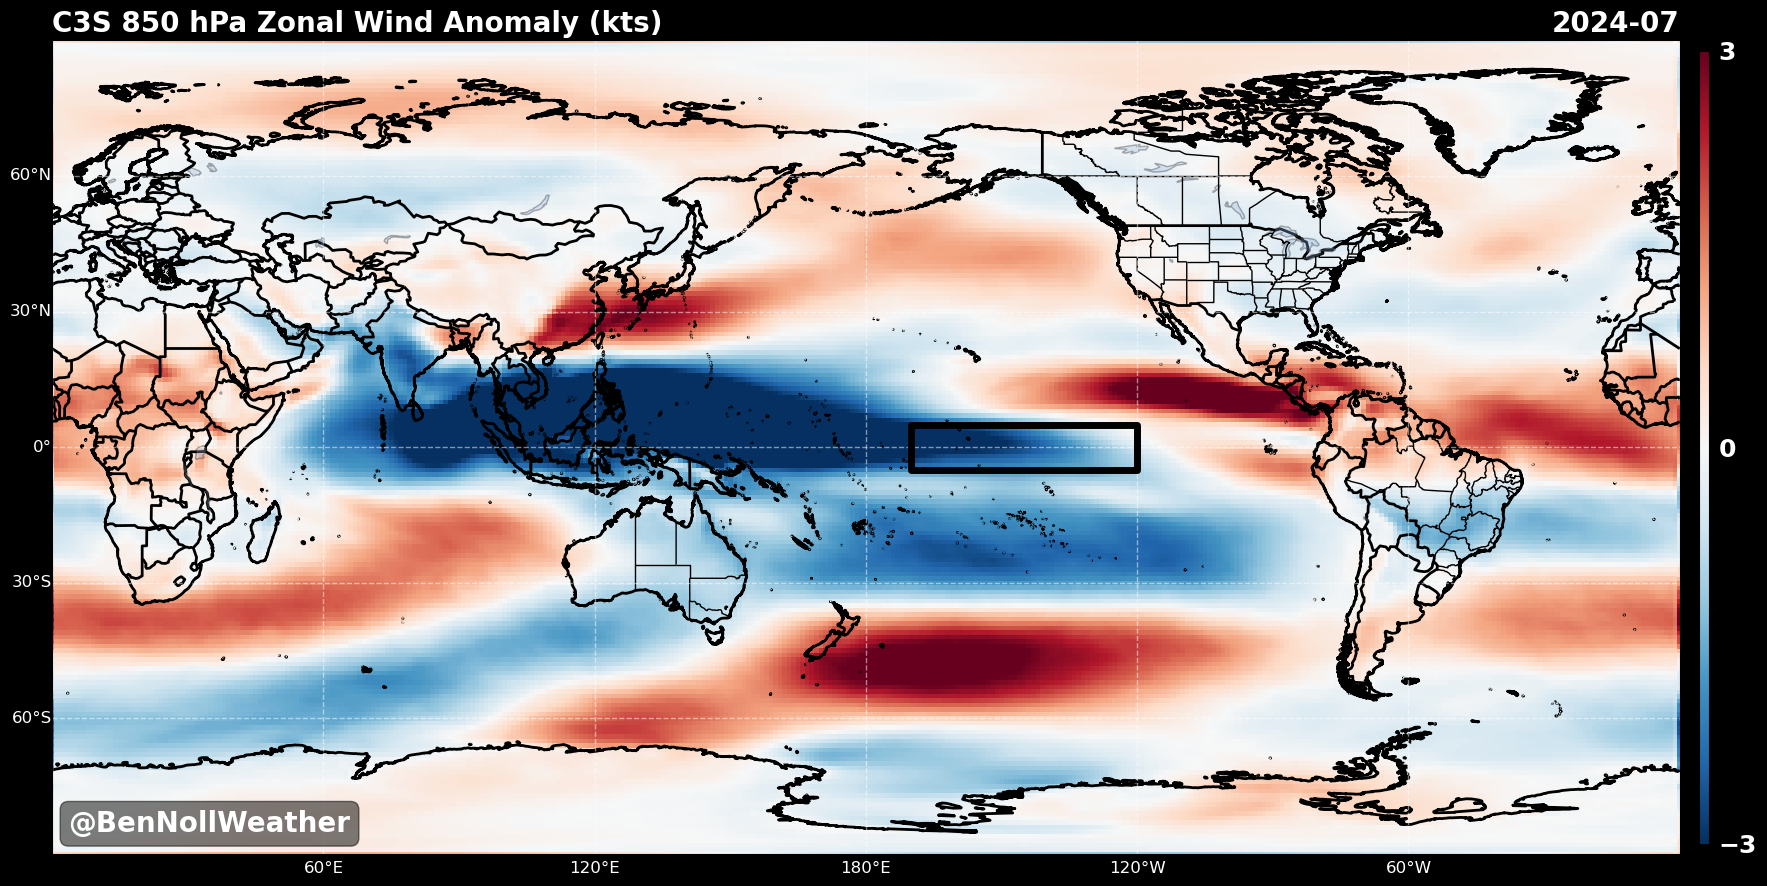 C3S 850 hPa Zonal Wind Anomaly (kts)
2024-07
3
60°N
30°N
0°
0
30°S
60°S
@BenNollWeather
−3
60°E
120°E
180°E
120°W
60°W